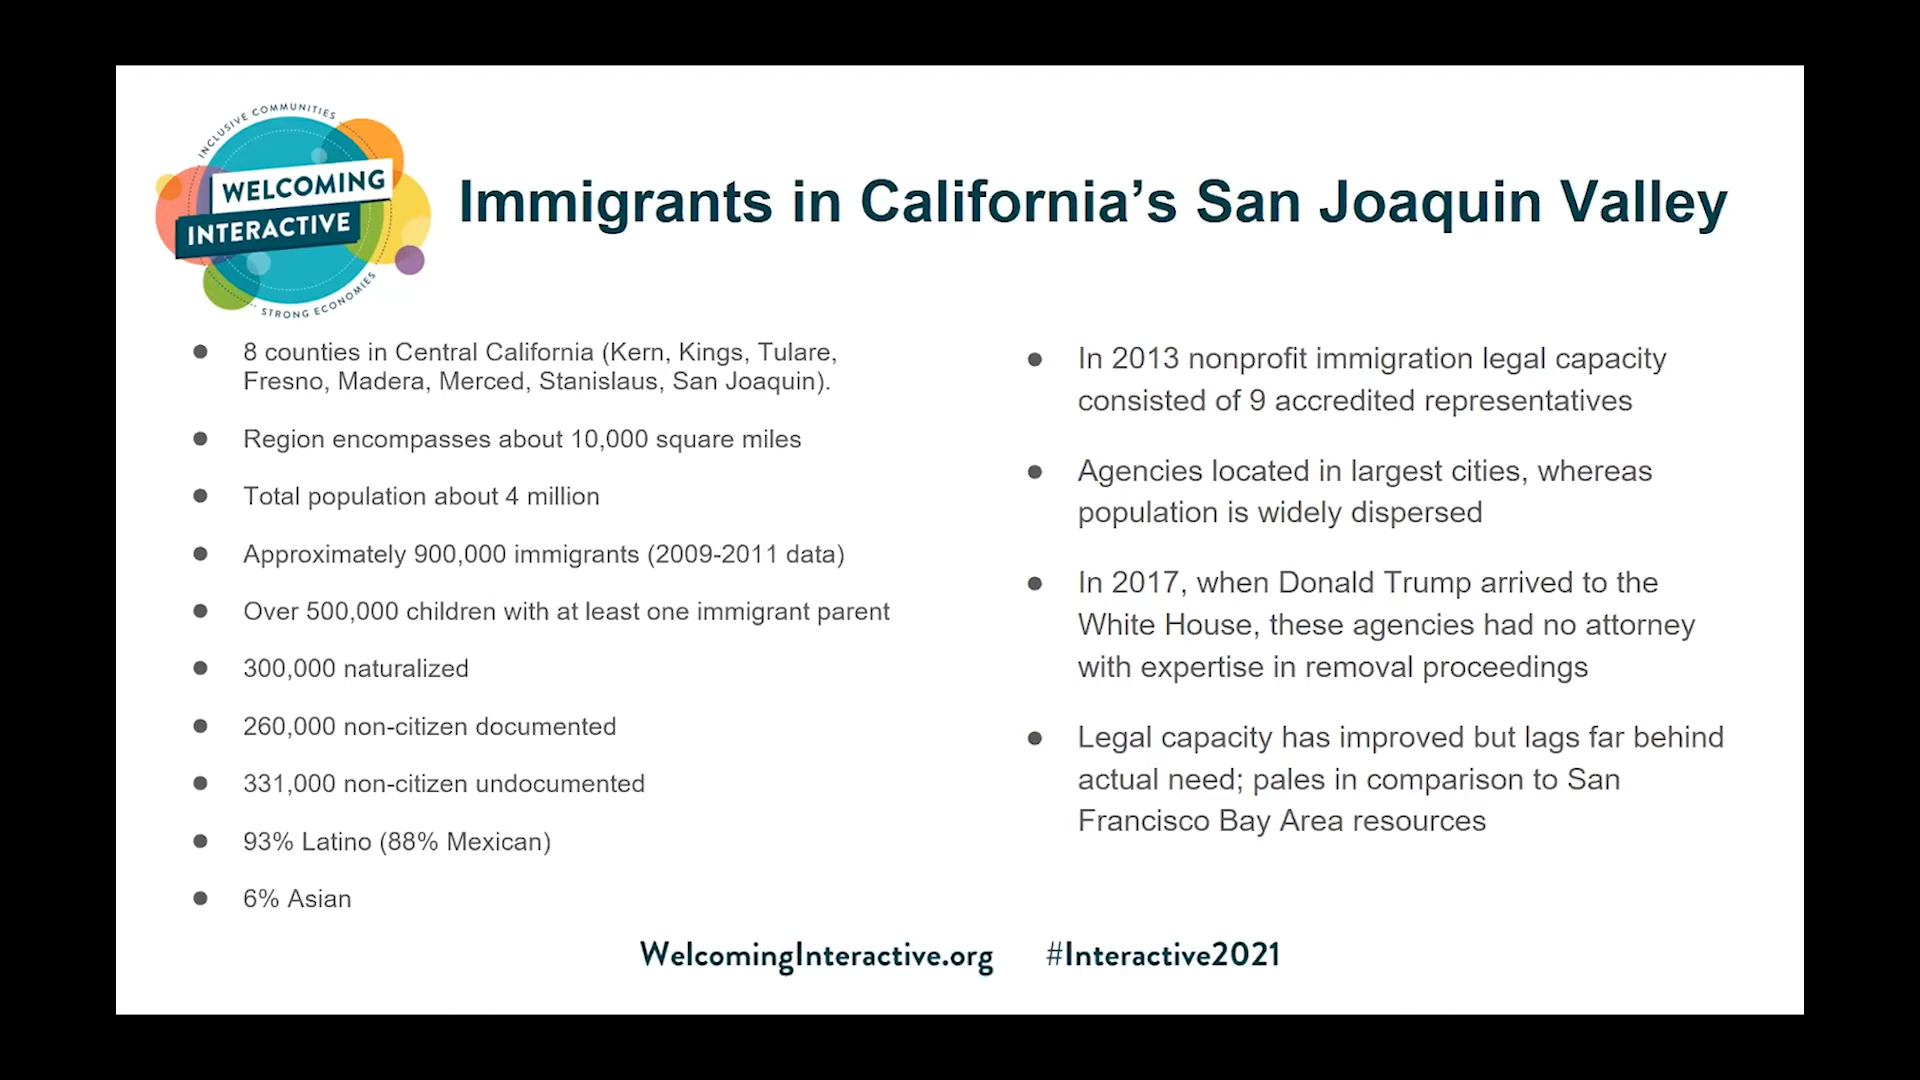 INCLUSIVE COMMUNITIES
WELCOMING
INTERACTIVE
STRONG ECONOMIES
Immigrants in California’s San Joaquin Valley
● 8 counties in Central California (Kern, Kings, Tulare,
Fresno, Madera, Merced, Stanislaus, San Joaquin).
● Region encompasses about 10,000 square miles
● Total population about 4 million
● Approximately 900,000 immigrants (2009-2011 data)
● Over 500,000 children with at least one immigrant parent
● 300,000 naturalized
● 260,000 non-citizen documented
● 331,000 non-citizen undocumented
● 93% Latino (88% Mexican)
● 6% Asian
● In 2013 nonprofit immigration legal capacity
consisted of 9 accredited representatives
● Agencies located in largest cities, whereas
population is widely dispersed
● In 2017, when Donald Trump arrived to the
White House, these agencies had no attorney
with expertise in removal proceedings
● Legal capacity has improved but lags far behind
actual need; pales in comparison to San
Francisco Bay Area resources
WelcomingInteractive.org #Interactive2021